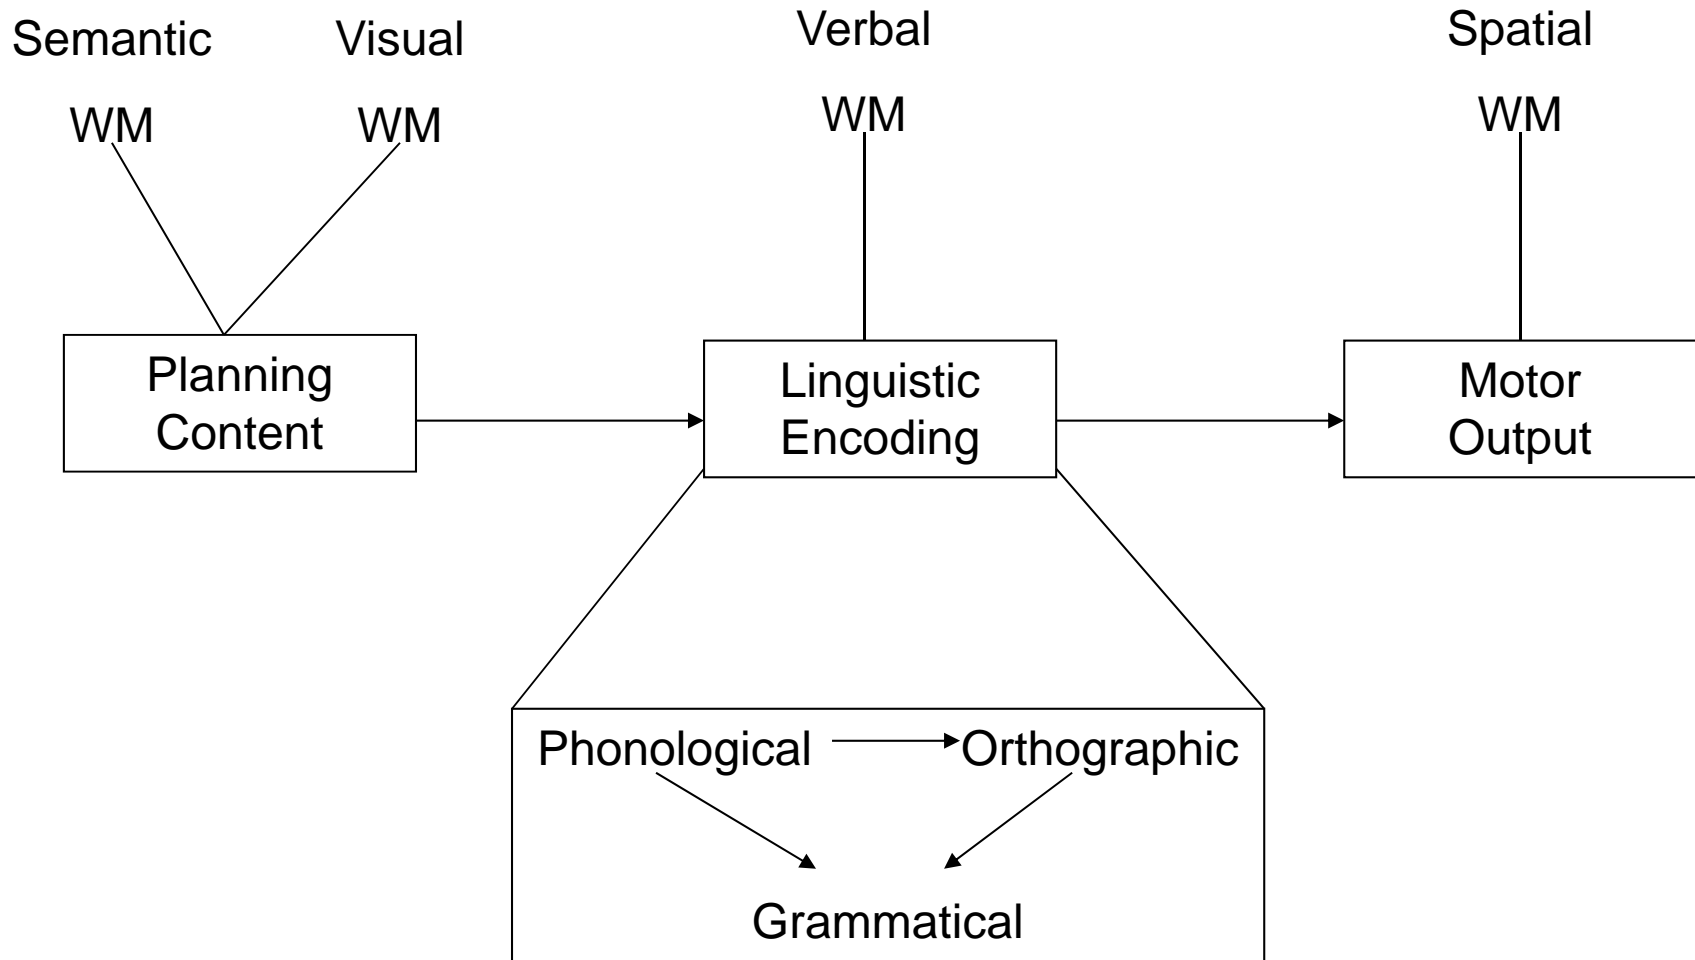 Semantic
WM
Visual
WM
Verbal
WM
Spatial
WM
Planning
Content
Linguistic
Encoding
Motor
Output
Phonological
Orthographic
Grammatical